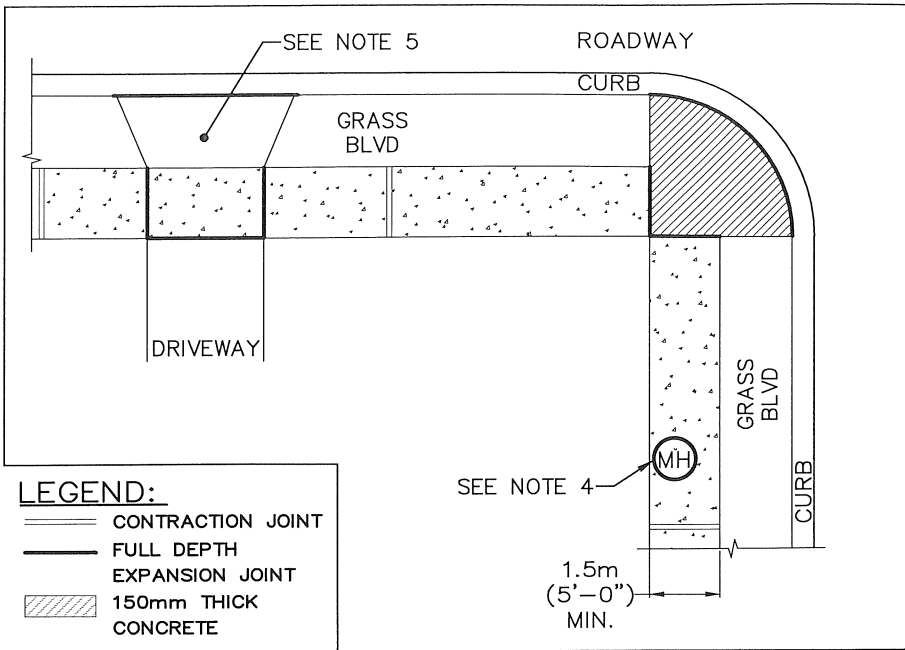 SEE NOTE 5
ROADWAY
CURB
GRASS
BLVD
DRIVEWAY
GRASS
BLVD
MH
SEE NOTE 4
CURB
LEGEND:
CONTRACTION JOINT
FULL DEPTH
EXPANSION JOINT
150mm THICK
CONCRETE
1.5m
(5'-0")
MIN.